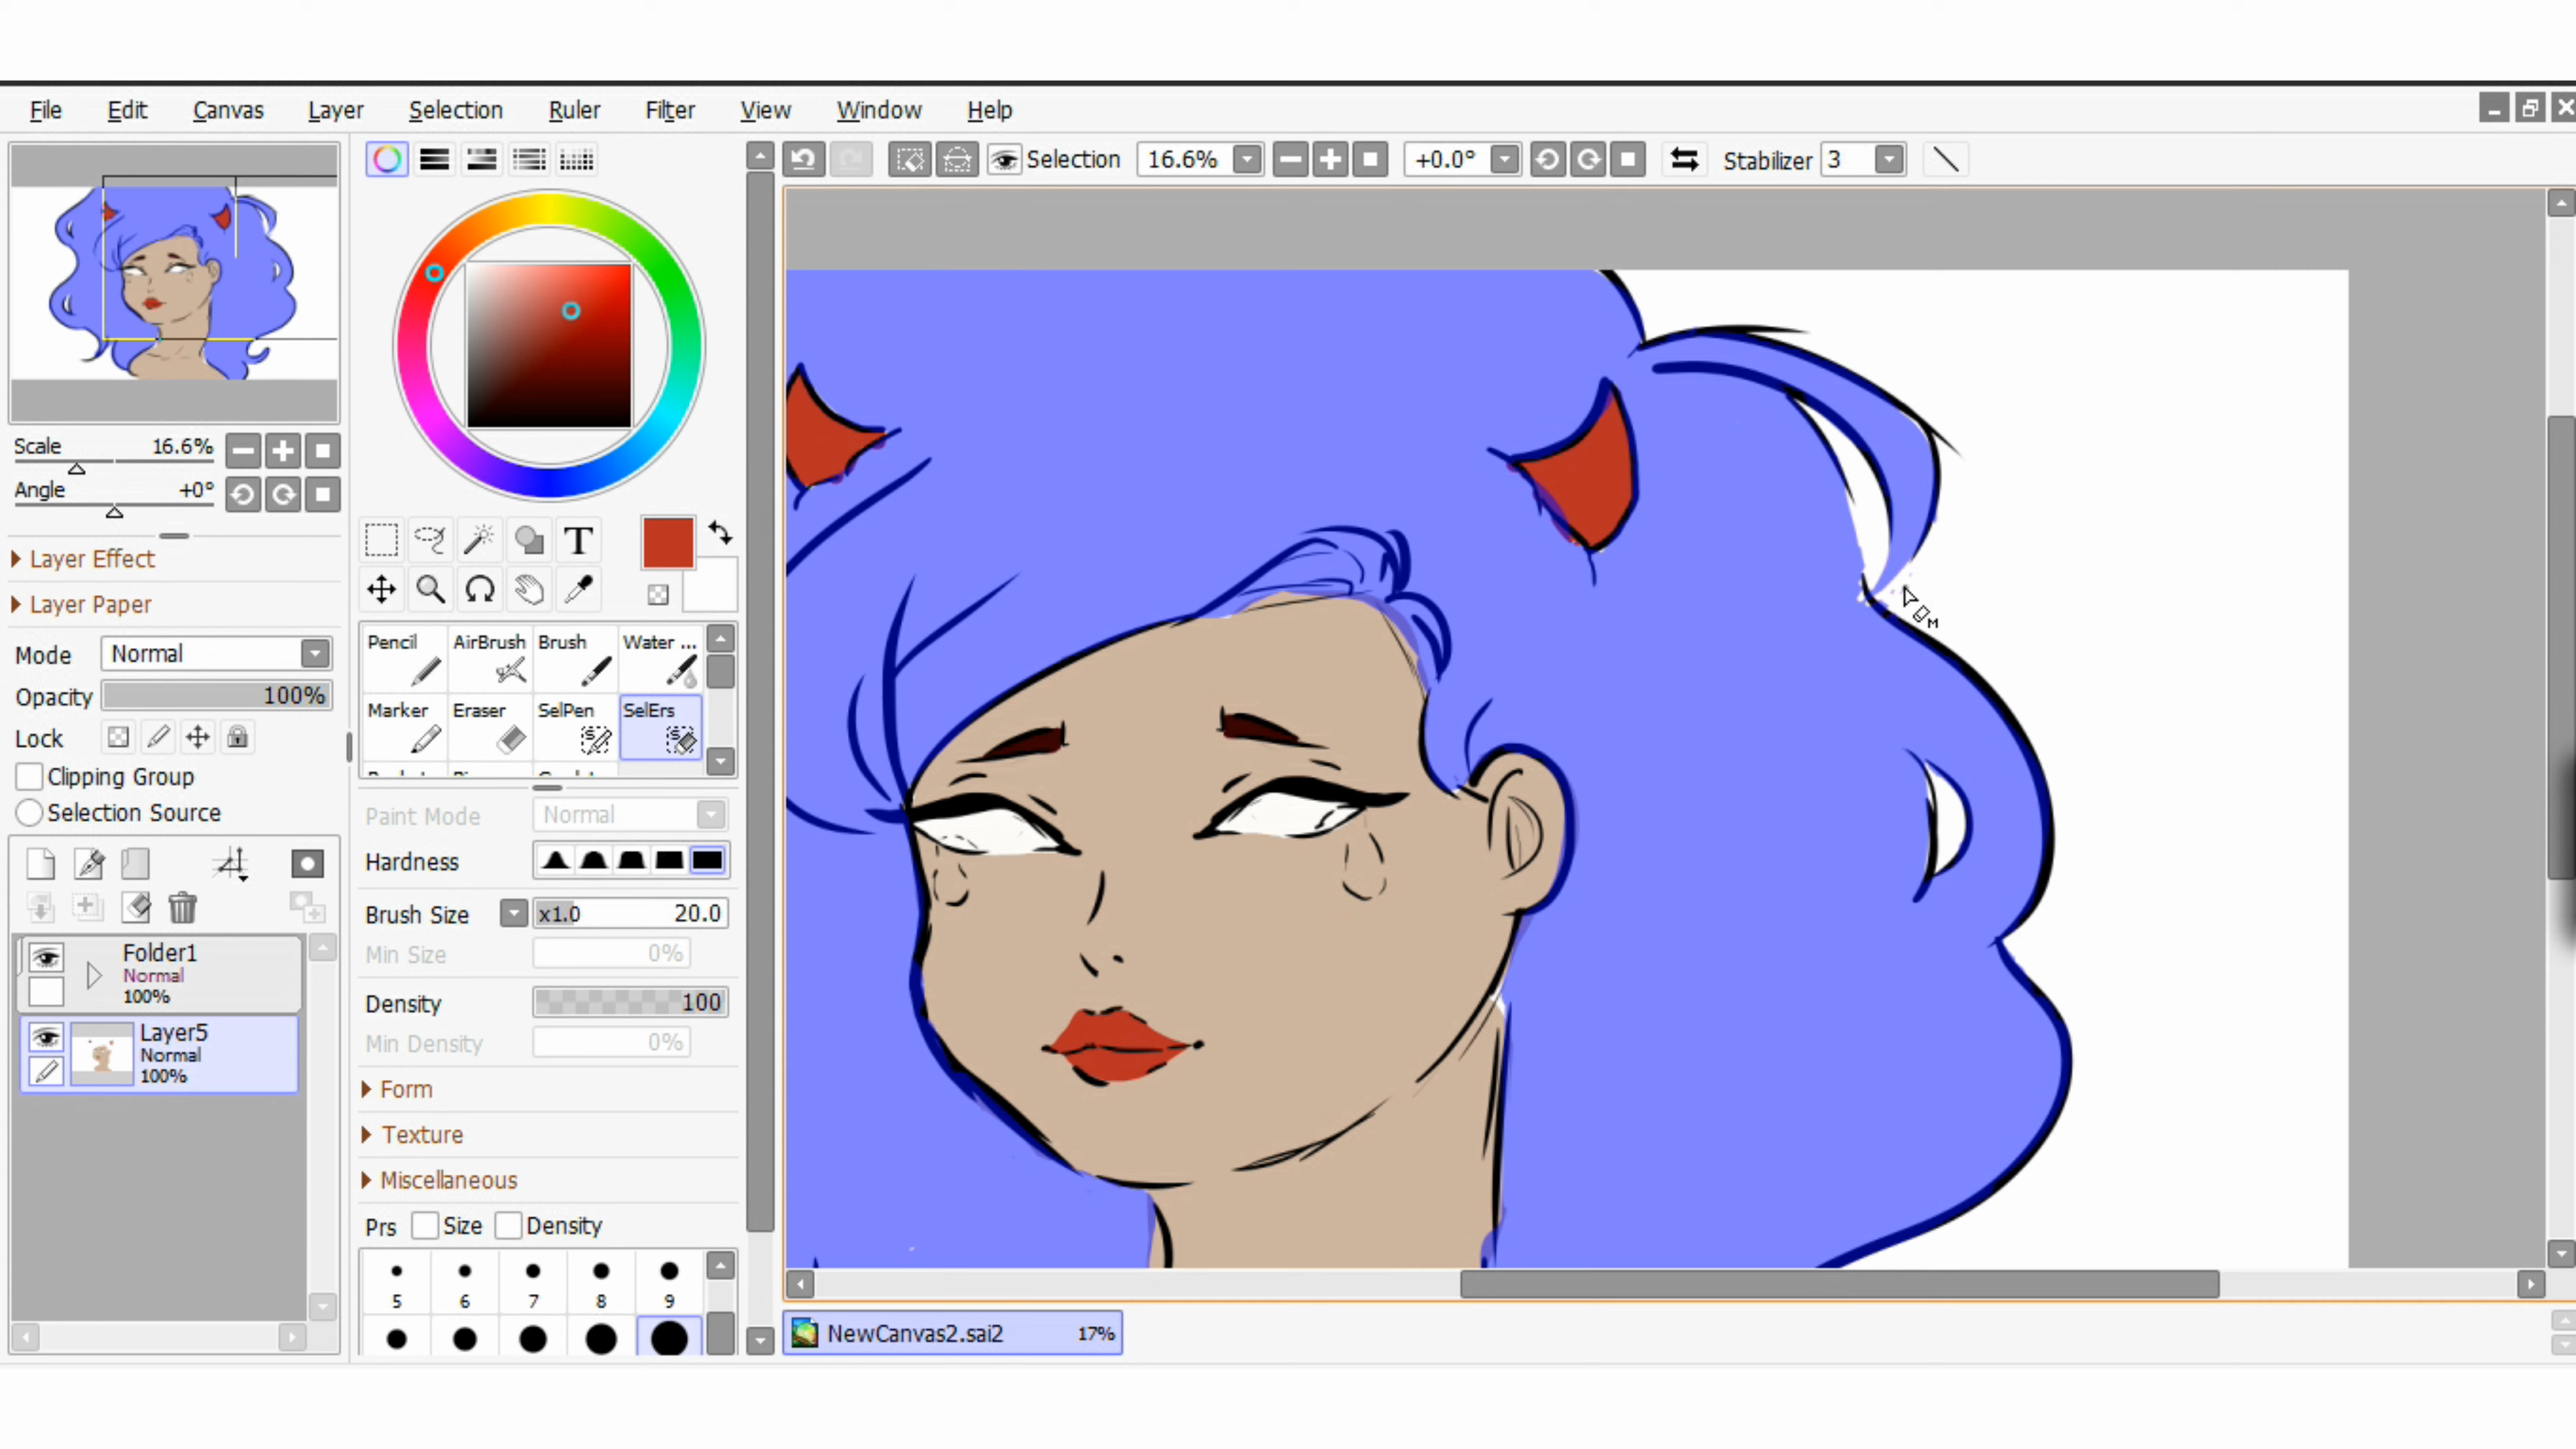 File Edit Canvas Layer Selection Ruler Filter View Window Help
Selection 16.6% +0.0° Stabilizer 3
Scale 16.6%
Angle +0°
Layer Effect
Layer Paper
Mode Normal
Opacity 100%
Lock
Clipping Group
Selection Source
Folder1
Normal
100%
Layer5
Normal
100%
T
Pencil AirBrush Brush Water ...
Marker Eraser SelPen SelErs
Paint Mode Normal
Hardness
Brush Size x1.0 20.0
Min Size 0%
Density 100
Min Density 0%
Form
Texture
Miscellaneous
Prs Size Density
5 6 7 8 9
NewCanvas2.sai2 17%